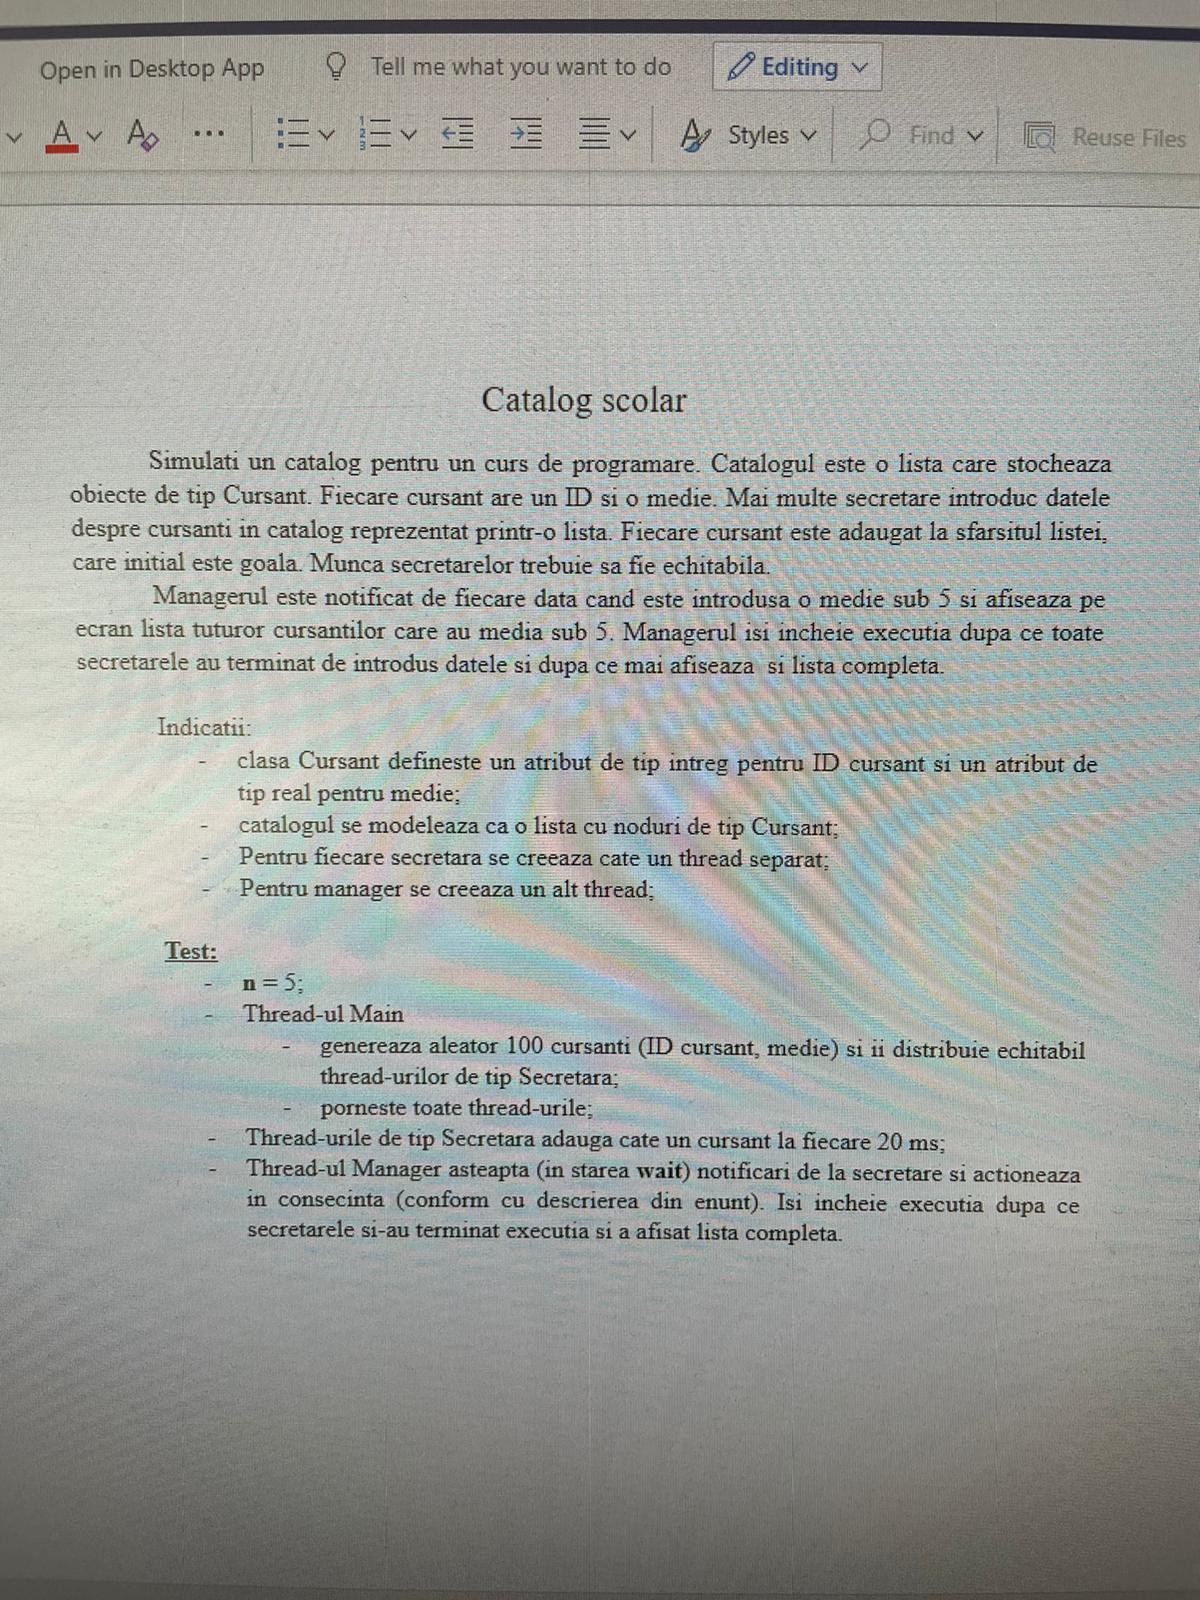 Open in Desktop App Tell me what you want to do Editing
A A ... 1 2 3 A Styles Find Reuse Files
Catalog scolar
Simulati un catalog pentru un curs de programare. Catalogul este o lista care stocheaza
obiecte de tip Cursant. Fiecare cursant are un ID si o medie. Mai multe secretare introduc datele
despre cursanti in catalog reprezentat printr-o lista. Fiecare cursant este adaugat la sfarsitul listei,
care initial este goala. Munca secretarelor trebuie sa fie echitabila.
Managerul este notificat de fiecare data cand este introdusa o medie sub 5 si afiseaza pe
ecran lista tuturor cursantilor care au media sub 5. Managerul isi incheie executia dupa ce toate
secretarele au terminat de introdus datele si dupa ce mai afiseaza si lista completa.
Indicatii:
- clasa Cursant defineste un atribut de tip intreg pentru ID cursant si un atribut de
tip real pentru medie;
- catalogul se modeleaza ca o lista cu noduri de tip Cursant;
- Pentru fiecare secretara se creeaza cate un thread separat;
- Pentru manager se creeaza un alt thread;
Test:
- n = 5;
- Thread-ul Main
- genereaza aleator 100 cursanti (ID cursant, medie) si ii distribuie echitabil
thread-urilor de tip Secretara;
- porneste toate thread-urile;
- Thread-urile de tip Secretara adauga cate un cursant la fiecare 20 ms;
- Thread-ul Manager asteapta (in starea wait) notificari de la secretare si actioneaza
in consecinta (conform cu descrierea din enunt). Isi incheie executia dupa ce
secretarele si-au terminat executia si a afisat lista completa.